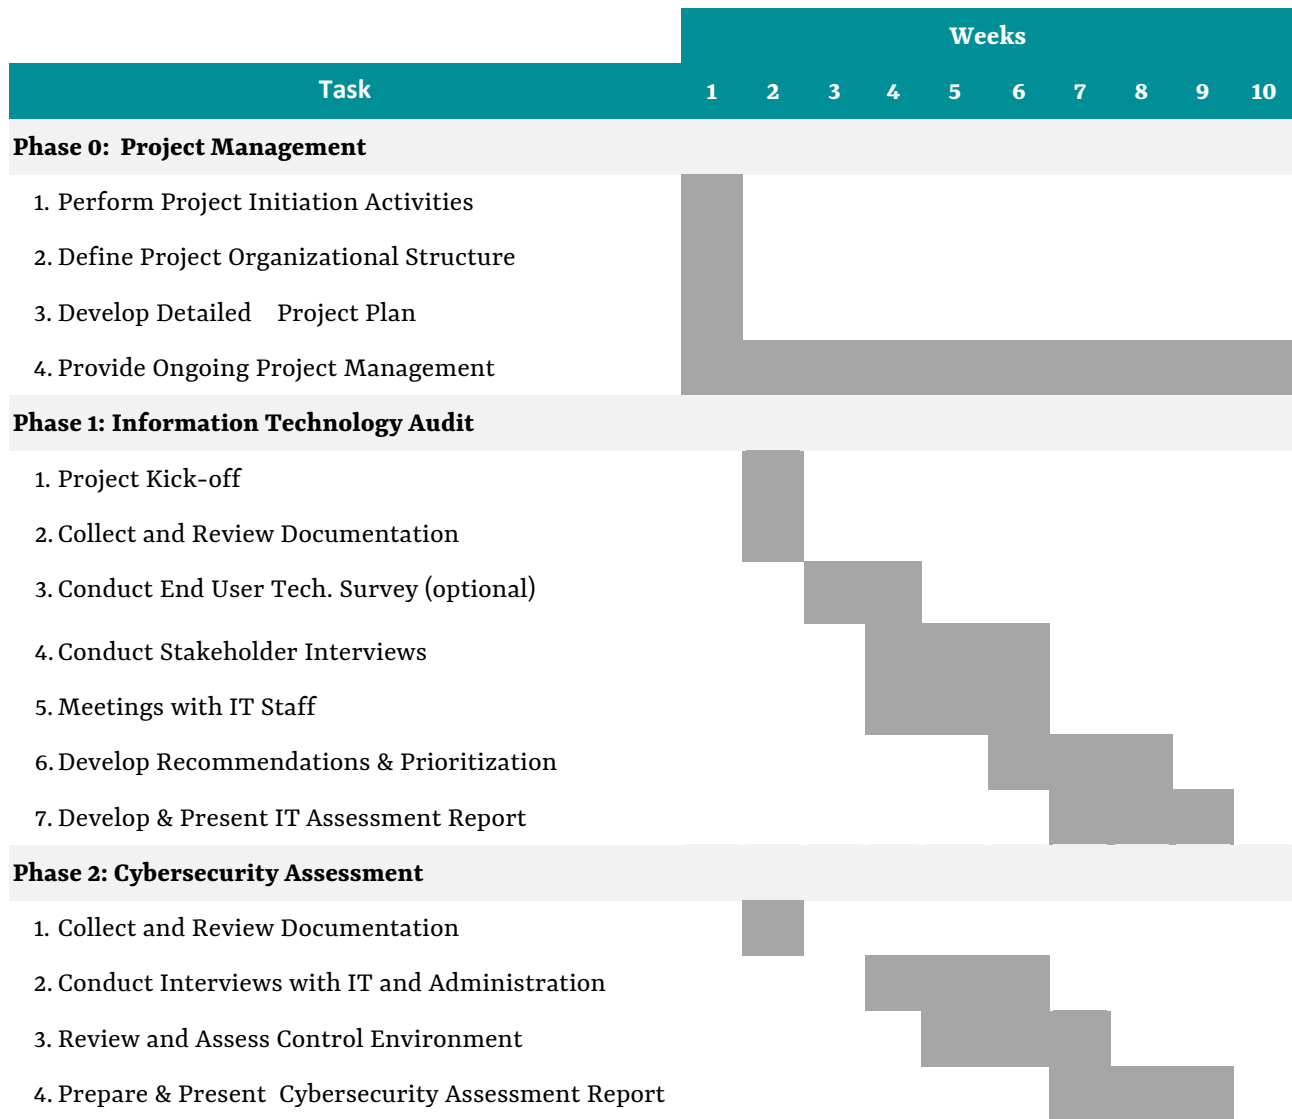 Weeks
Task 1 2 3 4 5 6 7 8 9 10
Phase 0: Project Management
1. Perform Project Initiation Activities
2. Define Project Organizational Structure
3. Develop Detailed Project Plan
4. Provide Ongoing Project Management
Phase 1: Information Technology Audit
1. Project Kick-off
2. Collect and Review Documentation
3. Conduct End User Tech. Survey (optional)
4. Conduct Stakeholder Interviews
5. Meetings with IT Staff
6. Develop Recommendations & Prioritization
7. Develop & Present IT Assessment Report
Phase 2: Cybersecurity Assessment
1. Collect and Review Documentation
2. Conduct Interviews with IT and Administration
3. Review and Assess Control Environment
4. Prepare & Present Cybersecurity Assessment Report